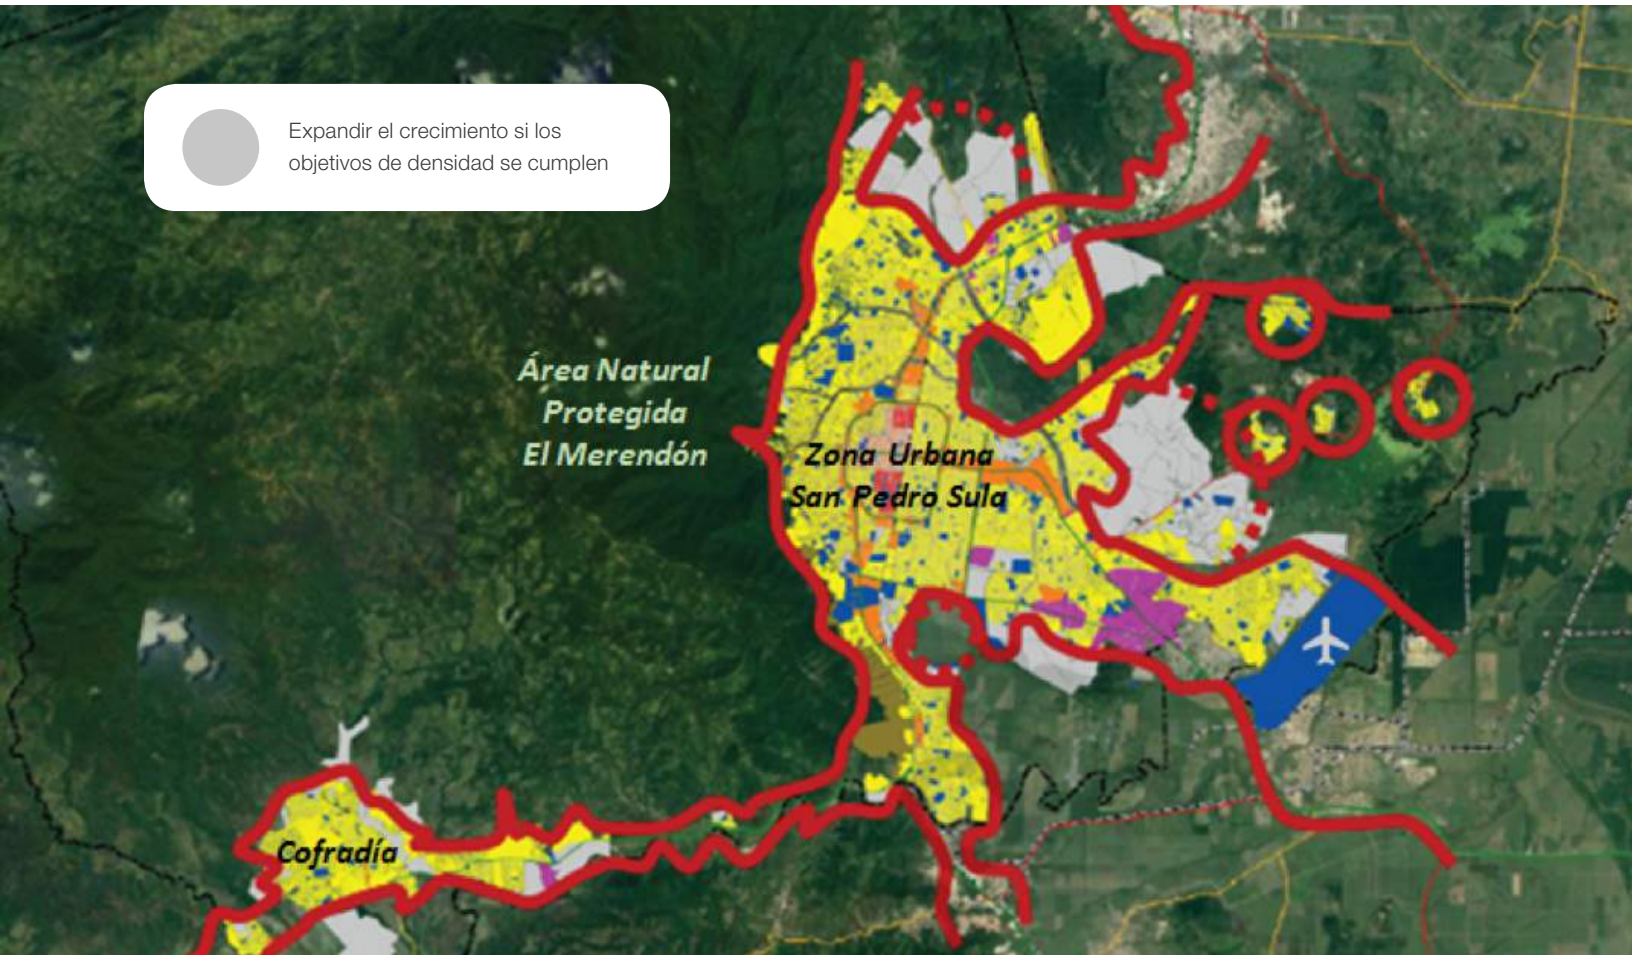 Expandir el crecimiento si los
objetivos de densidad se cumplen
Área Natural
Protegida
El Merendón
Zona Urbana
San Pedro Sula
Cofradía